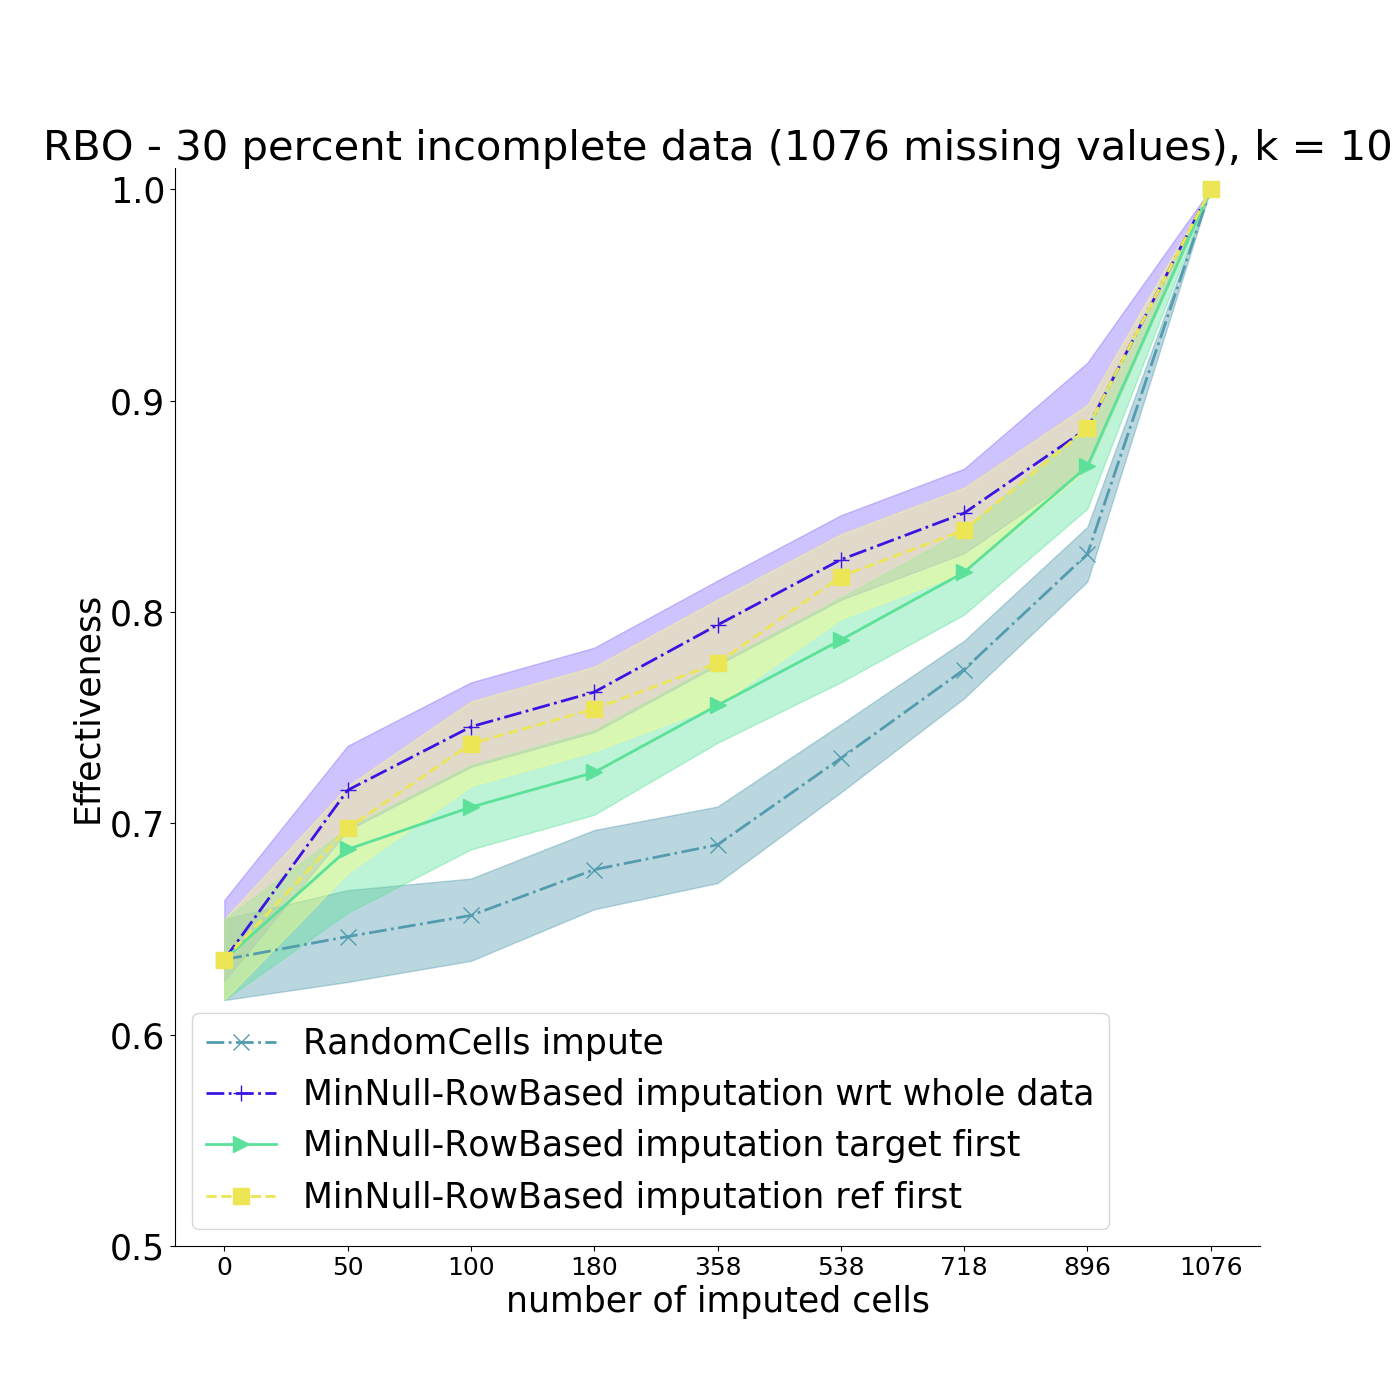 RBO - 30 percent incomplete data (1076 missing values), k = 10
1.0
0.9
0.8
0.7
0.6
0.5
Effectiveness
RandomCells impute
MinNull-RowBased imputation wrt whole data
MinNull-RowBased imputation target first
MinNull-RowBased imputation ref first
0 50 100 180 358 538 718 896 1076
number of imputed cells